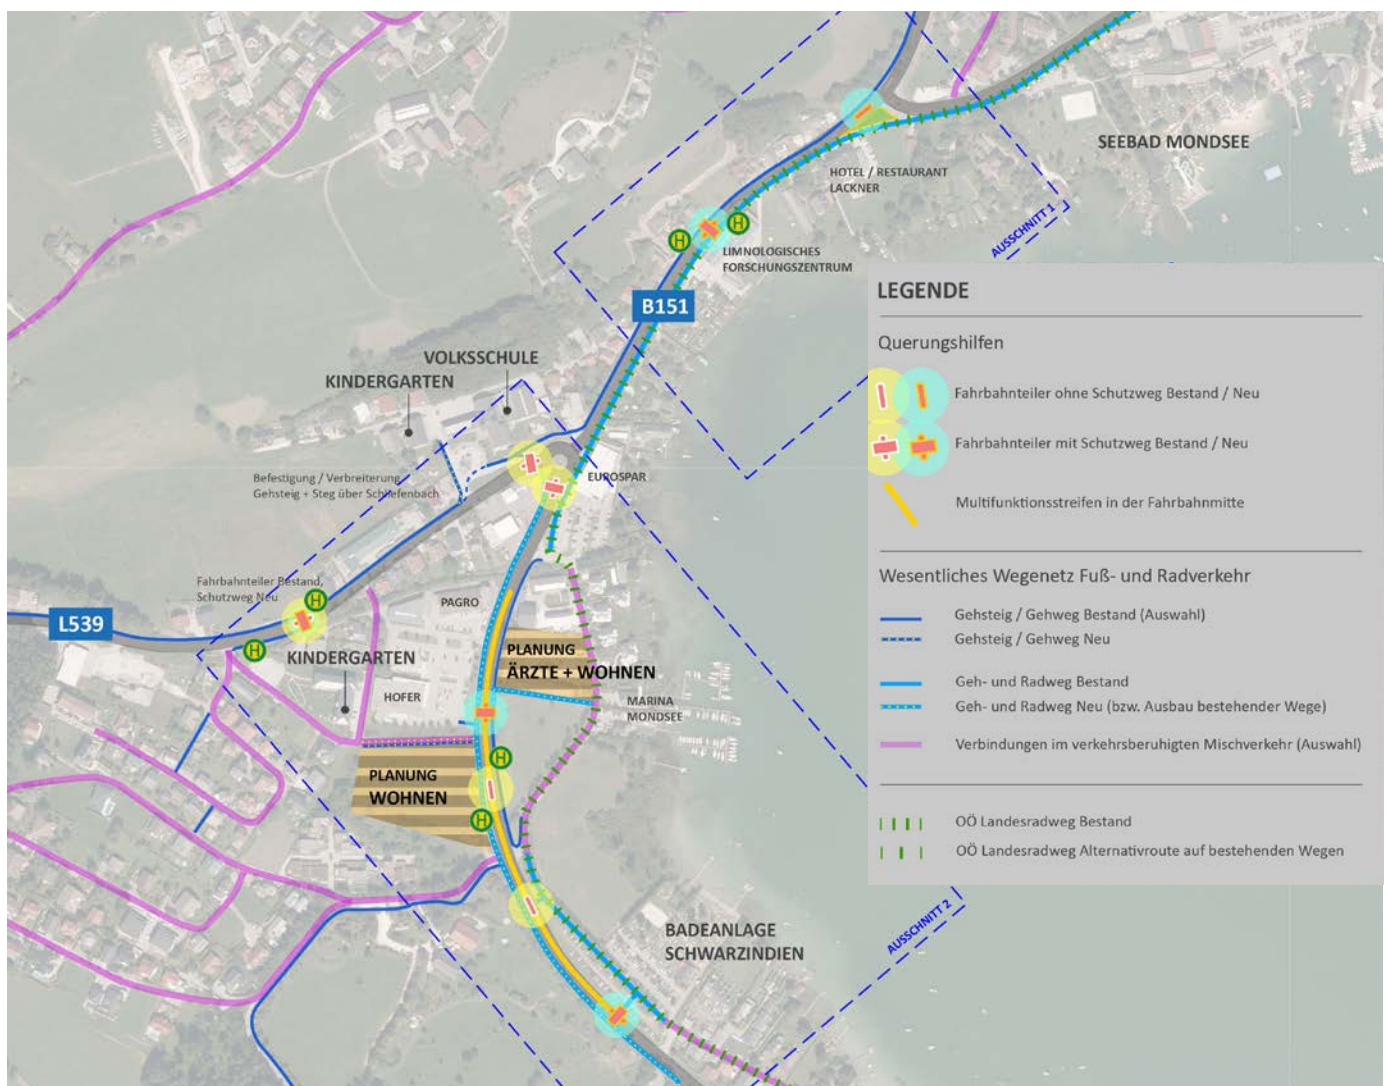 SEEBAD MONDSEE
HOTEL / RESTAURANT
LACKNER
AUSSCHNITT 1
H
H
LIMNOLOGISCHES
FORSCHUNGSZENTRUM
B151
VOLKSSCHULE
KINDERGARTEN
Befestigung / Verbreiterung
Gehsteig + Steg über Schliefenbach
EUROSPAR
Fahrbahnteiler Bestand,
Schutzweg Neu
H
L539
H
KINDERGARTEN
PAGRO
HOFER
PLANUNG
ÄRZTE + WOHNEN
MARINA
MONDSEE
H
PLANUNG
WOHNEN
H
BADEANLAGE
SCHWARZINDIEN
AUSSCHNITT 2
LEGENDE
Querungshilfen
Fahrbahnteiler ohne Schutzweg Bestand / Neu
Fahrbahnteiler mit Schutzweg Bestand / Neu
Multifunktionsstreifen in der Fahrbahnmitte
Wesentliches Wegenetz Fuß- und Radverkehr
Gehsteig / Gehweg Bestand (Auswahl)
Gehsteig / Gehweg Neu
Geh- und Radweg Bestand
Geh- und Radweg Neu (bzw. Ausbau bestehender Wege)
Verbindungen im verkehrsberuhigten Mischverkehr (Auswahl)
OÖ Landesradweg Bestand
OÖ Landesradweg Alternativroute auf bestehenden Wegen